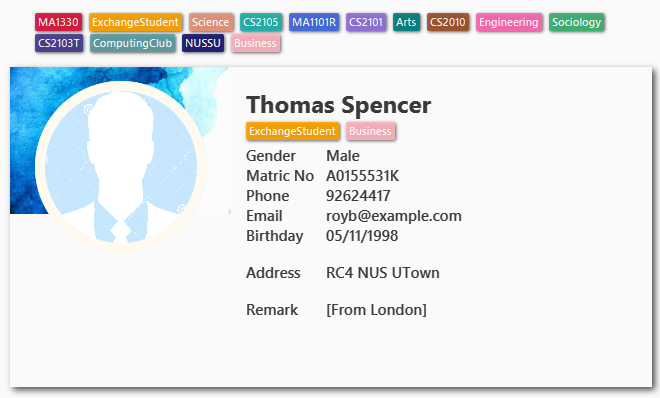 MA1330 ExchangeStudent Science CS2105 MA1101R CS2101 Arts CS2010 Engineering Sociology
CS2103T ComputingClub NUSSU Business
Thomas Spencer
ExchangeStudent Business
Gender Male
Matric No A0155531K
Phone 92624417
Email royb@example.com
Birthday 05/11/1998
Address RC4 NUS UTown
Remark [From London]